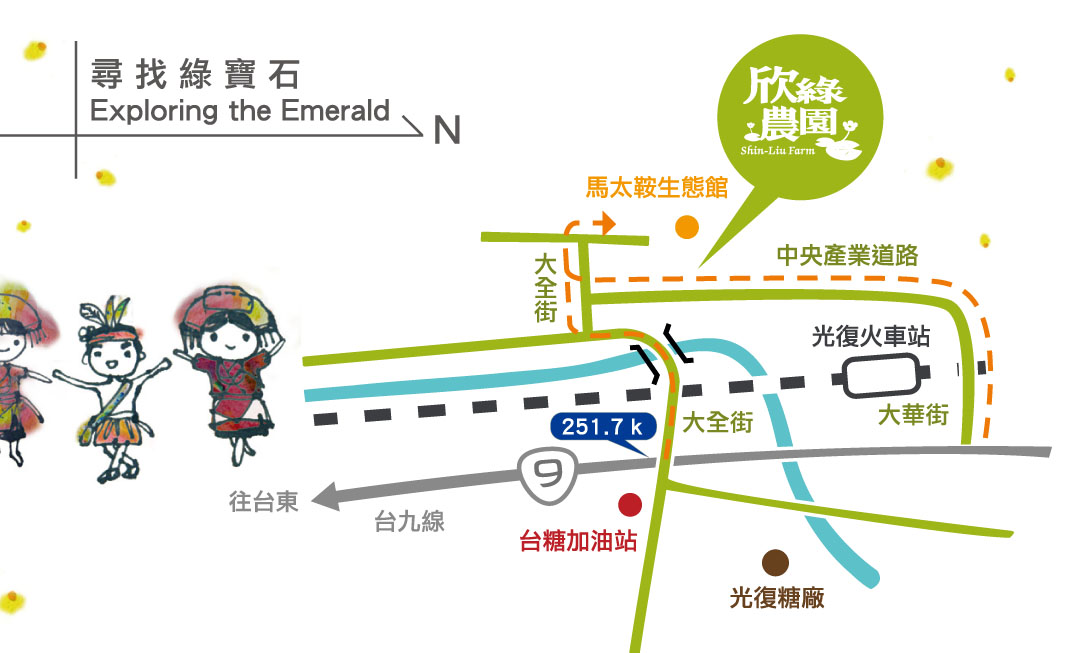 尋找綠寶石
Exploring the Emerald
N
欣綠
農園
Shin-Liu Farm
馬太鞍生態館
大全街
中央產業道路
光復火車站
251.7 k
大全街
大華街
9
往台東
台九線
台糖加油站
光復糖廠